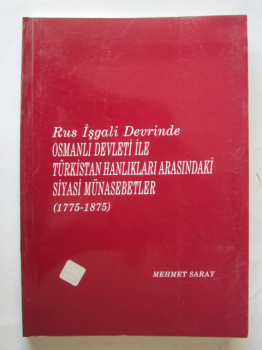 Rus İşgali Devrinde
OSMANLI DEVLETİ İLE
TÜRKİSTAN HANLIKLARI ARASINDAKİ
SİYASİ MÜNASEBETLER
(1775-1875)
MEHMET SARAY